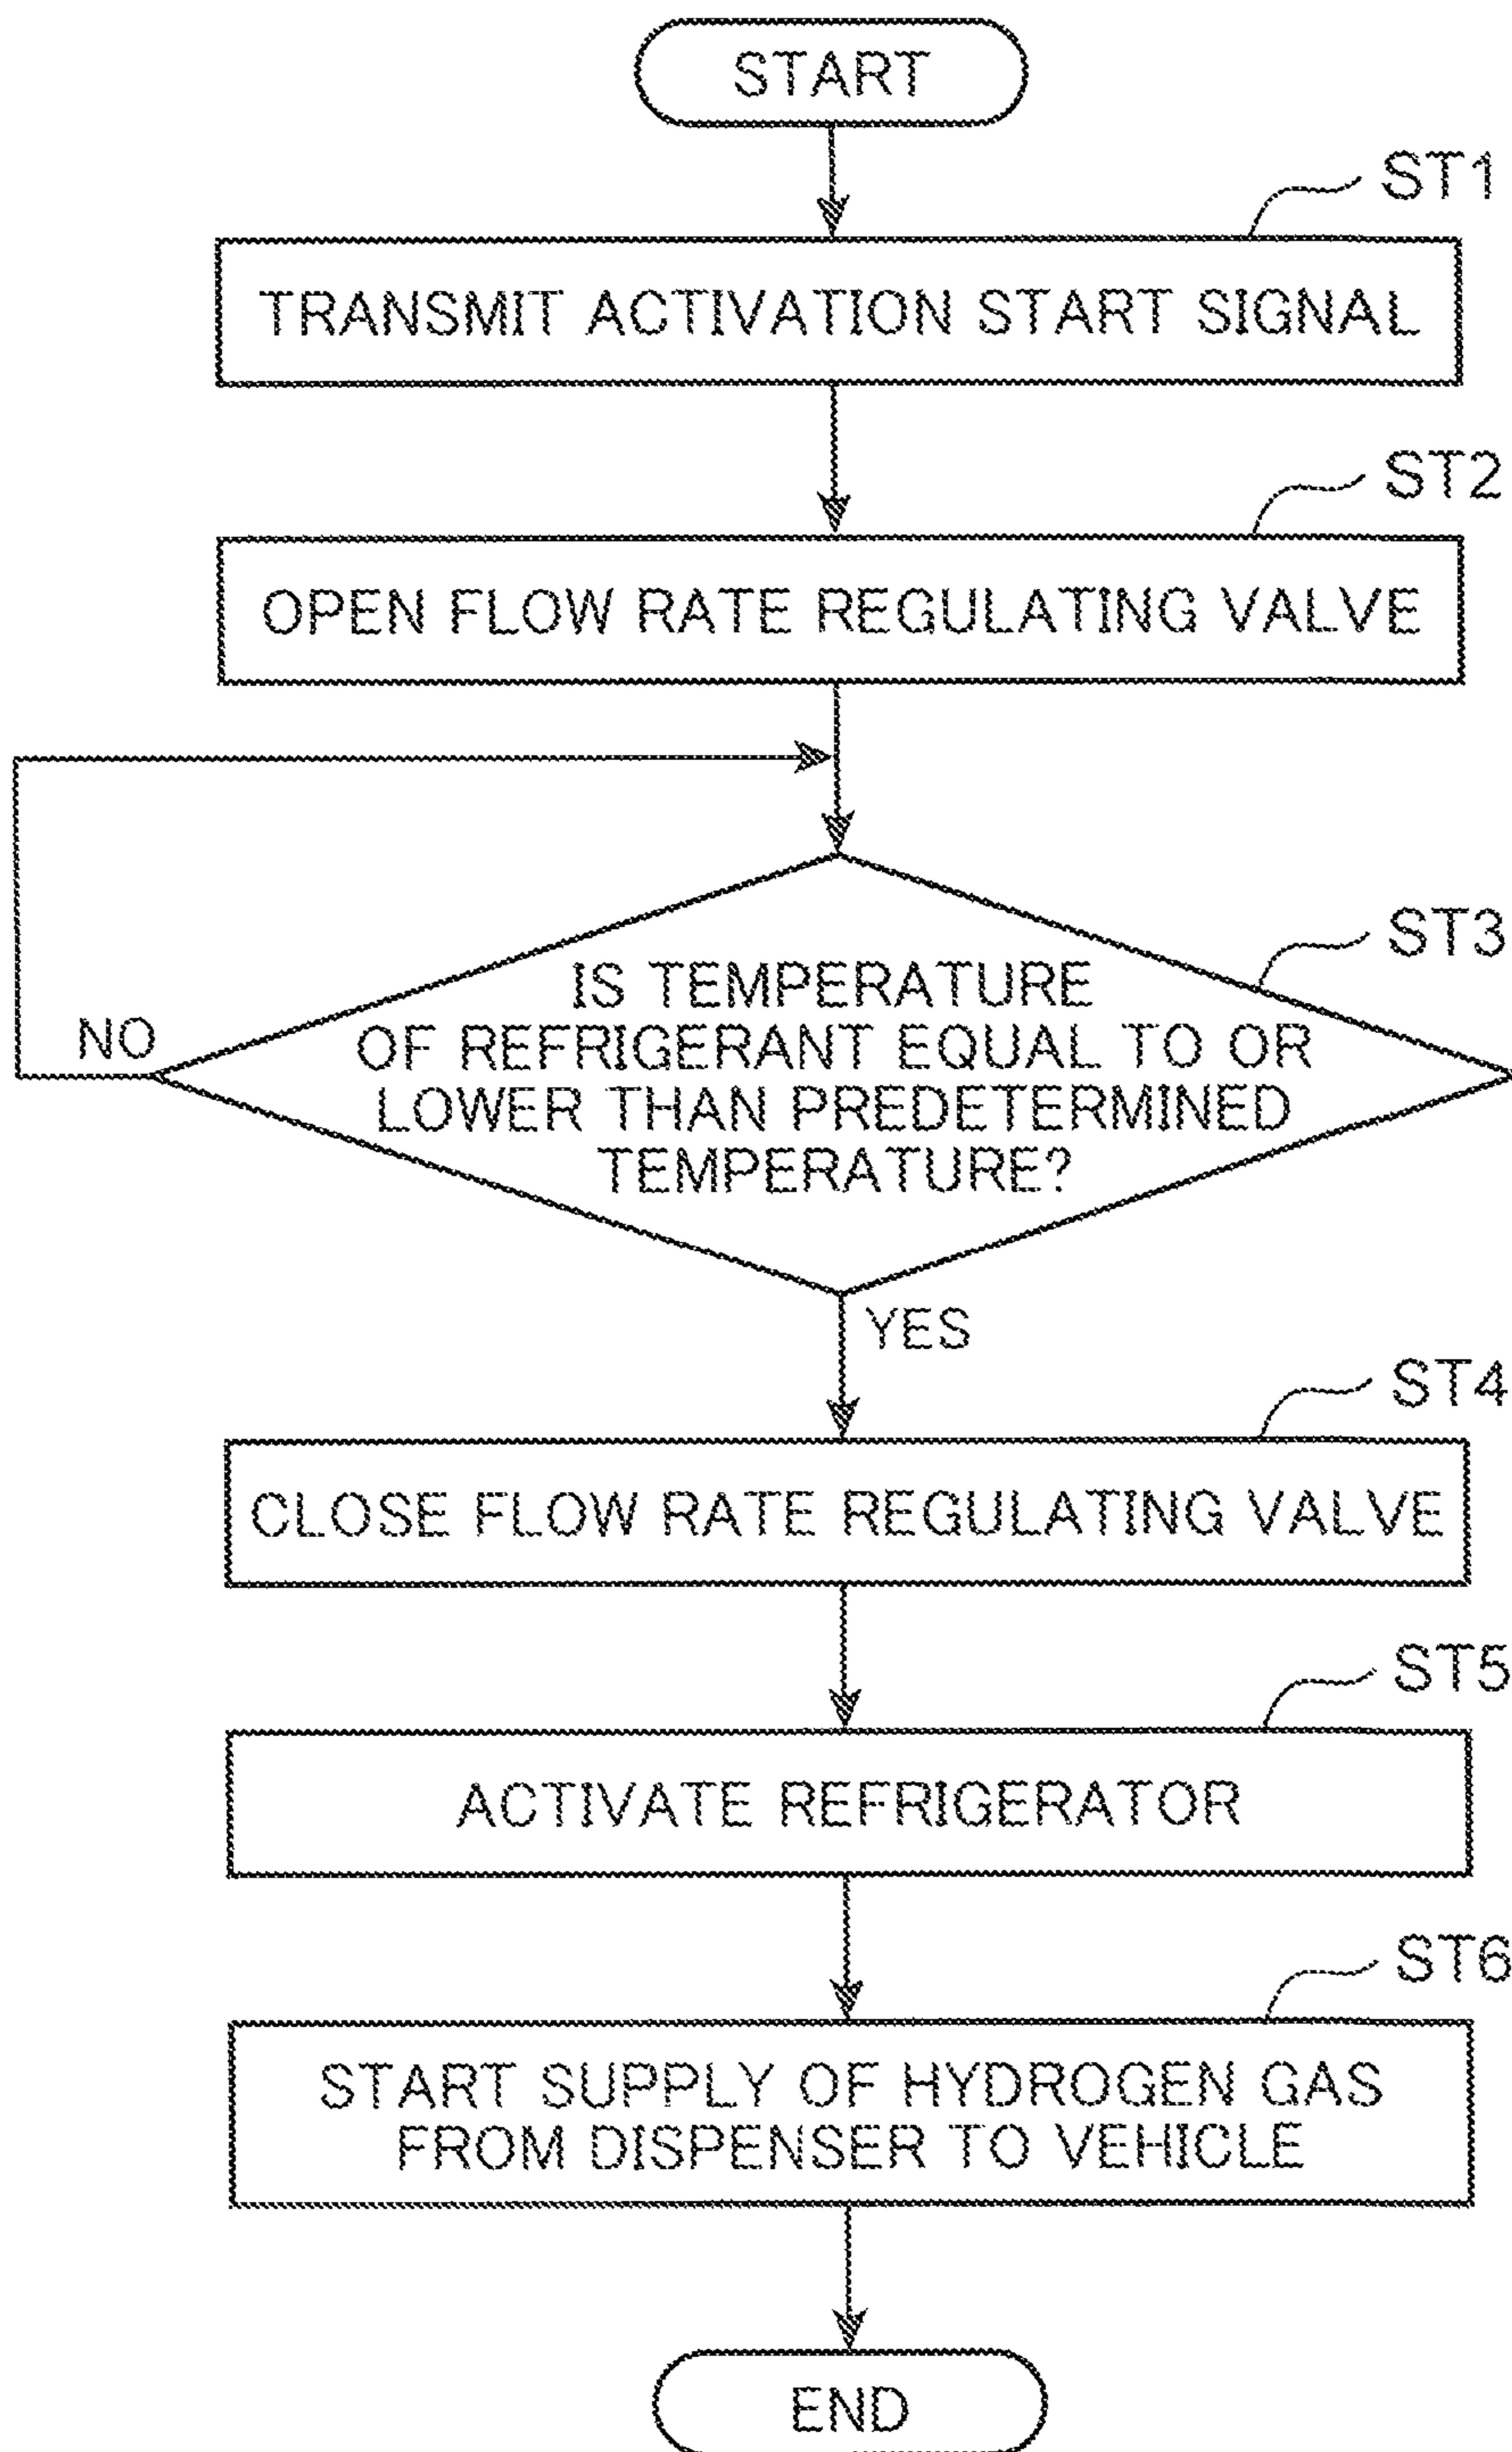 START
ST1
TRANSMIT ACTIVATION START SIGNAL
ST2
OPEN FLOW RATE REGULATING VALVE
ST3
IS TEMPERATURE
OF REFRIGERANT EQUAL TO OR
LOWER THAN PREDETERMINED
TEMPERATURE?
NO
YES
ST4
CLOSE FLOW RATE REGULATING VALVE
ST5
ACTIVATE REFRIGERATOR
ST6
START SUPPLY OF HYDROGEN GAS
FROM DISPENSER TO VEHICLE
END